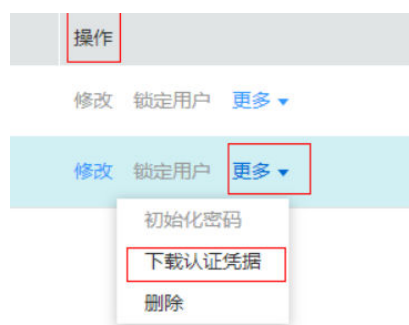 操作
修改 锁定用户 更多
修改 锁定用户 更多
初始化密码
下载认证凭据
删除